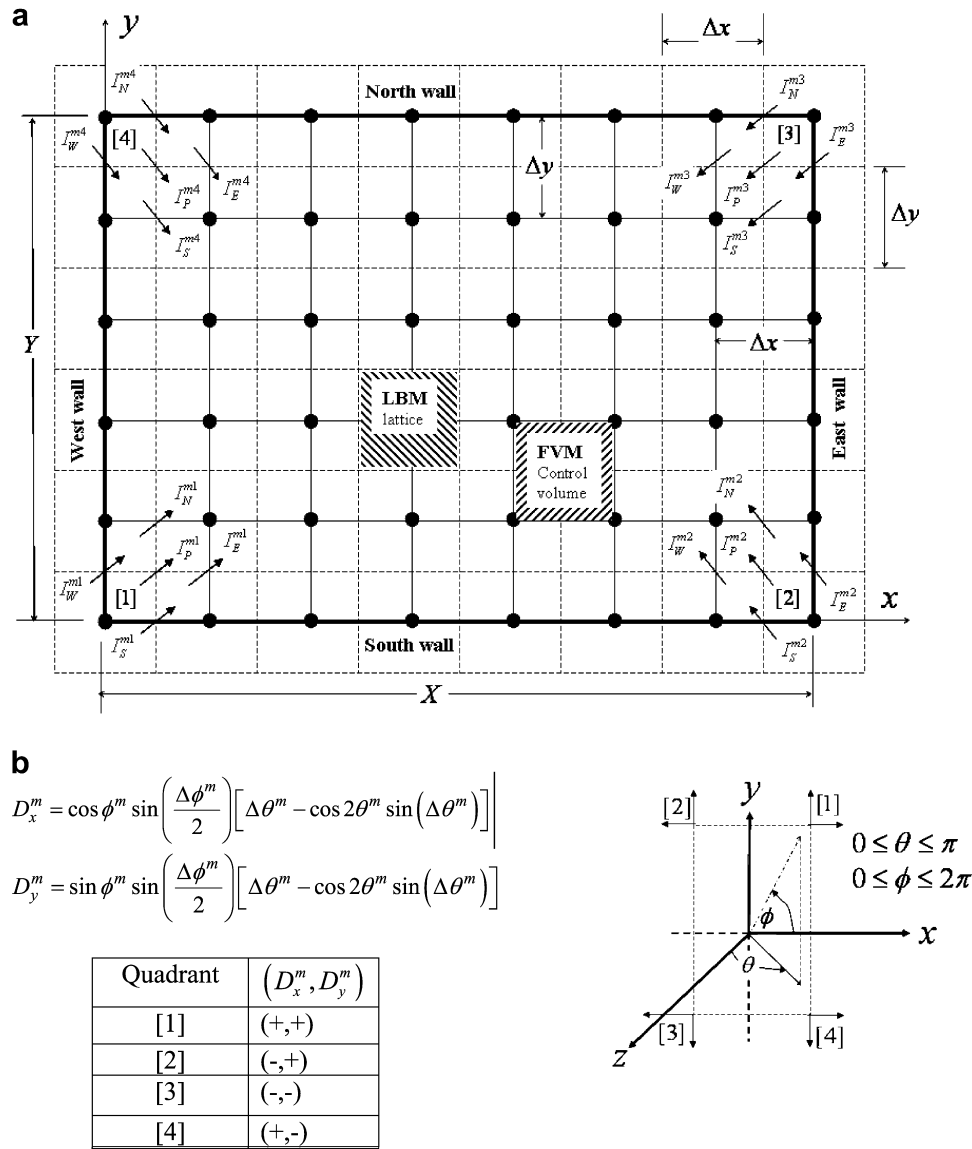 a
y
Δx
I_N^{m4}
North wall
I_N^{m3}
I_W^{m4}
[4]
[3]
I_E^{m3}
Δy
I_P^{m4}
I_E^{m4}
I_W^{m3}
I_P^{m3}
Δy
I_S^{m4}
I_S^{m3}
Y
Δx
West wall
LBM
lattice
East wall
FVM
Control
volume
I_N^{m1}
I_N^{m2}
I_P^{m1}
I_E^{m1}
I_W^{m2}
I_P^{m2}
I_W^{m1}
[1]
[2]
I_E^{m2}
x
I_S^{m1}
South wall
I_S^{m2}
X
b
D_x^m = cos ϕ^m sin(Δϕ^m / 2)[Δθ^m − cos 2θ^m sin(Δθ^m)]
D_y^m = sin ϕ^m sin(Δϕ^m / 2)[Δθ^m − cos 2θ^m sin(Δθ^m)]
Quadrant (D_x^m, D_y^m)
[1] (+,+)
[2] (-,+)
[3] (-,-)
[4] (+,-)
y
[2]
[1]
0 ≤ θ ≤ π
0 ≤ ϕ ≤ 2π
ϕ
x
θ
[3]
[4]
z